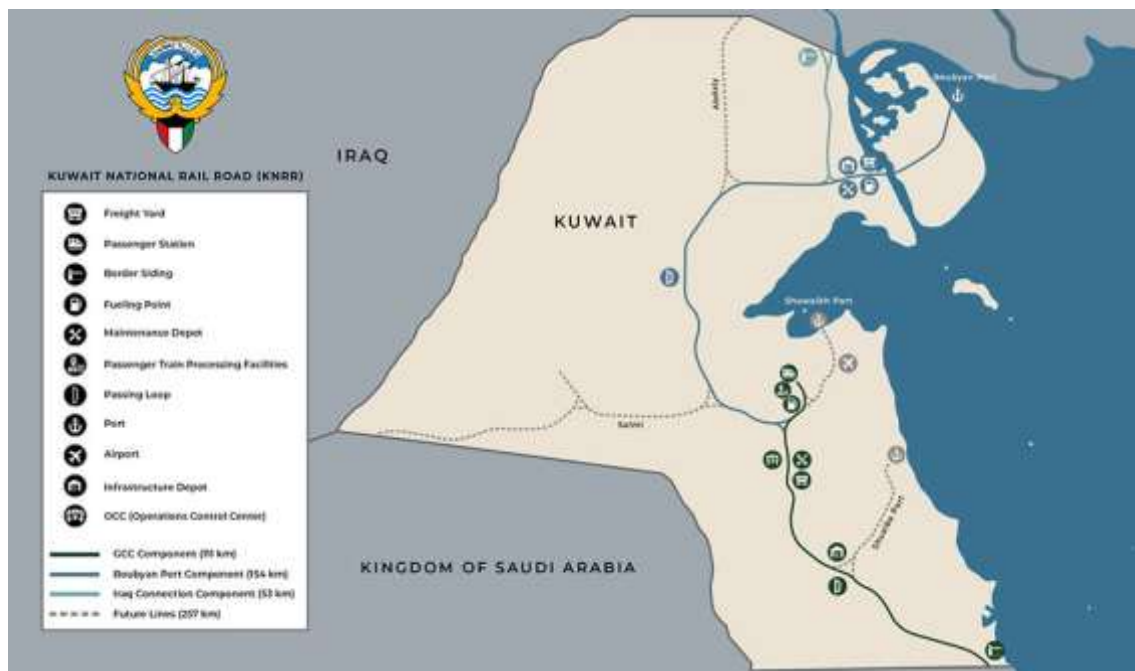 KUWAIT NATIONAL RAIL ROAD (KNRR)
Freight Yard
Passenger Station
Border Siding
Fueling Point
Maintenance Depot
Passenger Train Processing Facilities
Passing Loop
Port
Airport
Infrastructure Depot
OCC (Operations Control Center)
GCC Component (111 km)
Boubyan Port Component (154 km)
Iraq Connection Component (53 km)
Future Lines (257 km)
IRAQ
KUWAIT
KINGDOM OF SAUDI ARABIA
Abdaly
Boubyan Port
Shuwaikh Port
Salmi
Shuaiba Port